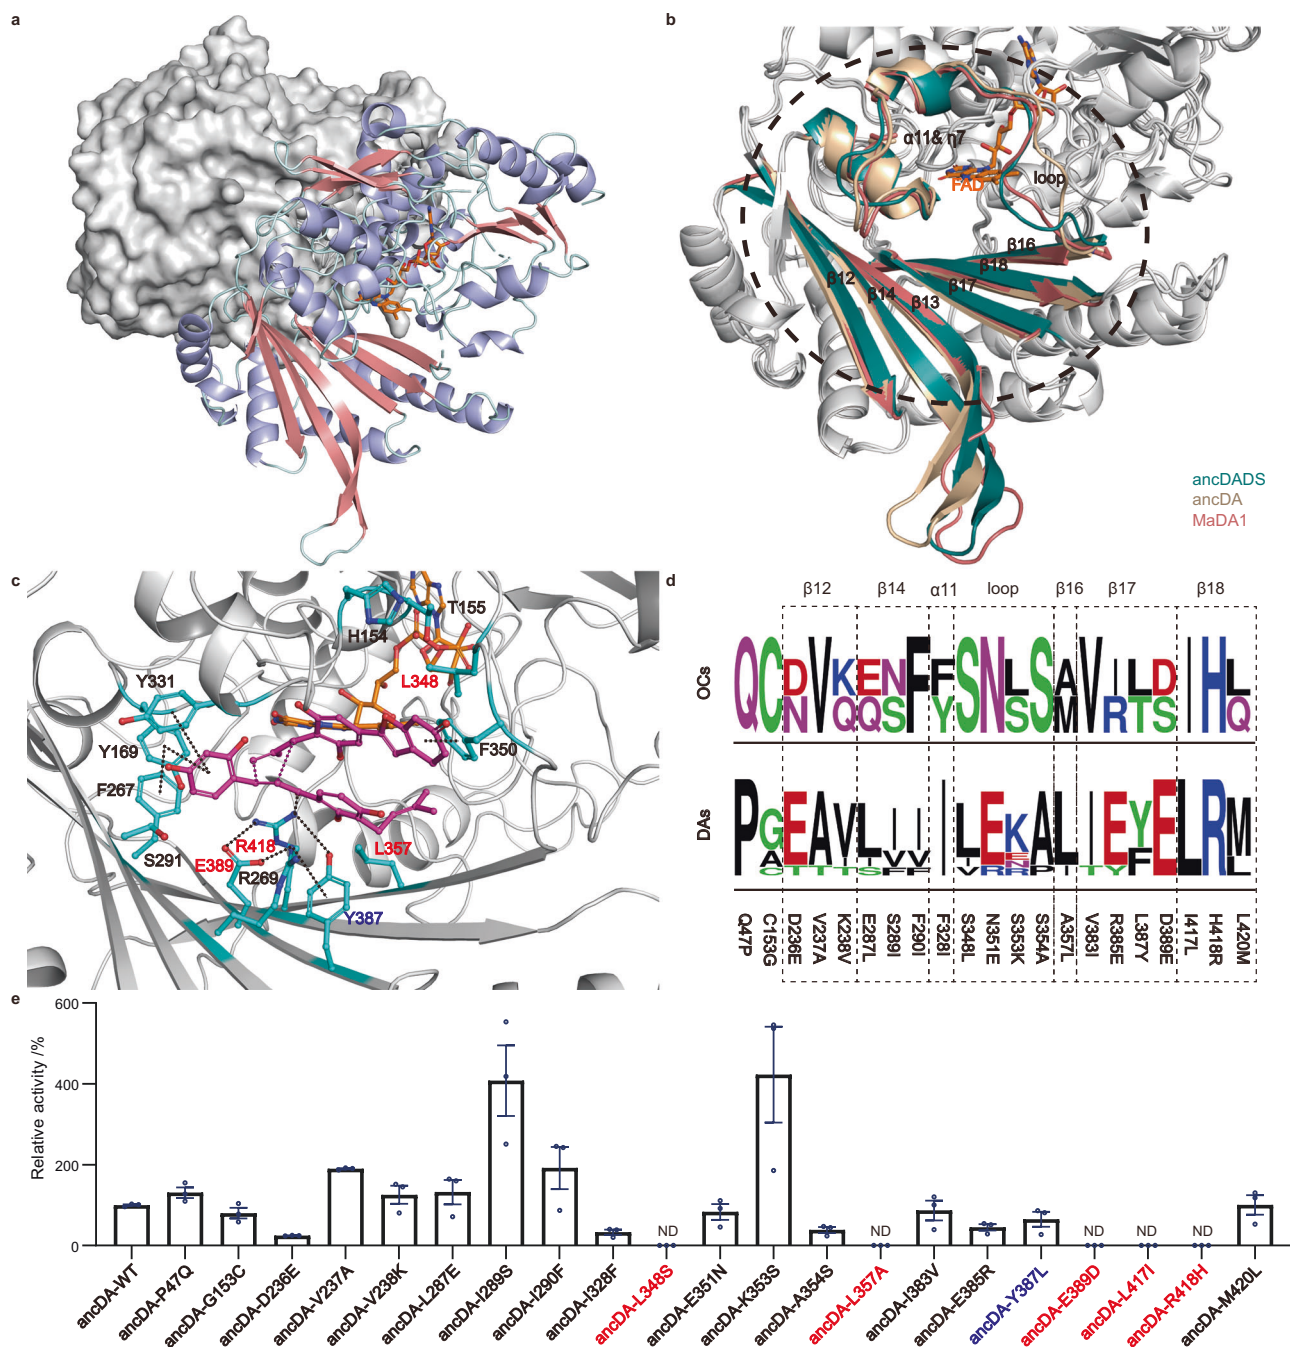 a
b
α11& η7
FAD
loop
β16
β18
β17
β12
β14
β13
ancDADS
ancDA
MaDA1
c
H154
T155
L348
Y331
Y169
F267
F350
S291
E389
R418
R269
L357
Y387
d
β12 β14 α11 loop β16 β17 β18
OCs
DAs
Q47P C153G D236E V237A K238V E287L S289I F290I F328I S348L N351E S353K S354A A357L V383I R385E L387Y D389E I417L H418R L420M
e
Relative activity /%
600
400
200
0
ND ND ND ND ND
ancDA-WT ancDA-P47Q ancDA-G153C ancDA-D236E ancDA-V237A ancDA-V238K ancDA-L287E ancDA-I289S ancDA-I290F ancDA-I328F ancDA-L348S ancDA-E351N ancDA-K353S ancDA-A354S ancDA-L357A ancDA-I383V ancDA-E385R ancDA-Y387L ancDA-E389D ancDA-L417I ancDA-R418H ancDA-M420L